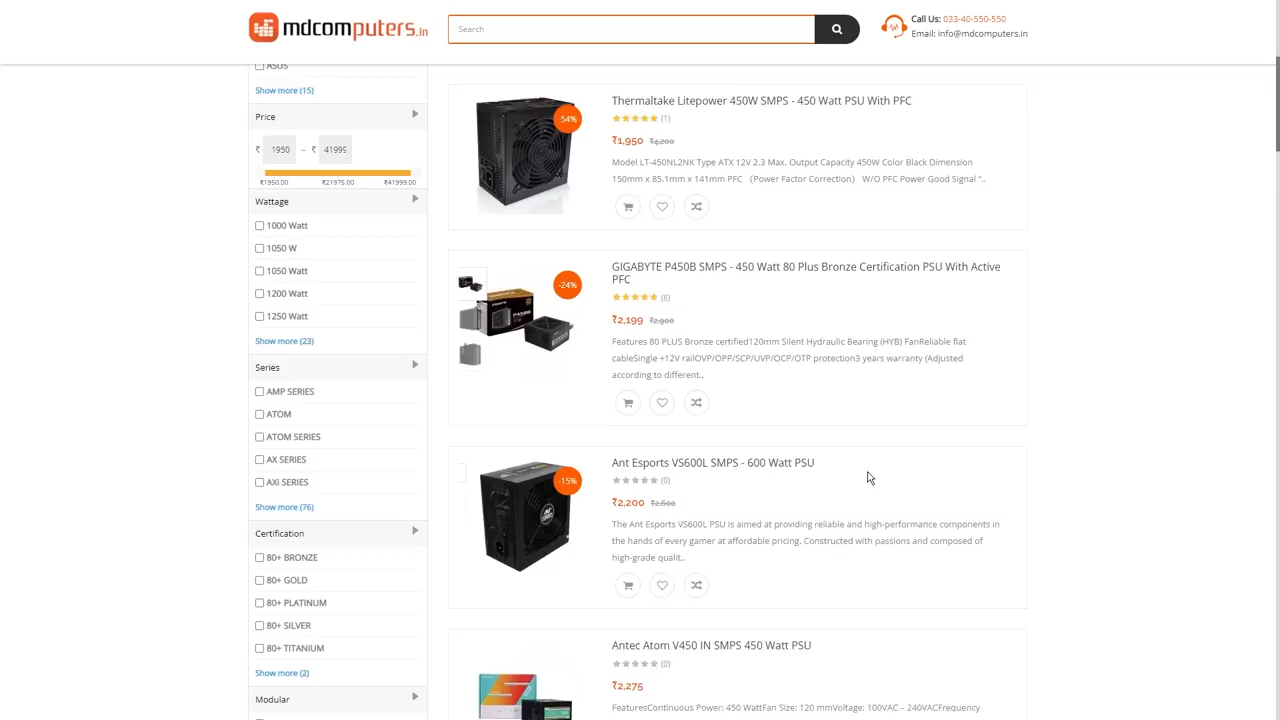 mdcomputers.in
Search
Call Us: 033-40-550-550
Email: info@mdcomputers.in
ASUS
Show more (15)
Price
₹ 1950 – ₹ 41999
₹1950.00 ₹21975.00 ₹41999.00
Wattage
1000 Watt
1050 W
1050 Watt
1200 Watt
1250 Watt
Show more (23)
Series
AMP SERIES
ATOM
ATOM SERIES
AX SERIES
AXi SERIES
Show more (76)
Certification
80+ BRONZE
80+ GOLD
80+ PLATINUM
80+ SILVER
80+ TITANIUM
Show more (2)
Modular
-54%
Thermaltake Litepower 450W SMPS - 450 Watt PSU With PFC
(1)
₹1,950 ₹4,200
Model LT-450NL2NK Type ATX 12V 2.3 Max. Output Capacity 450W Color Black Dimension
150mm x 85.1mm x 141mm PFC （Power Factor Correction） W/O PFC Power Good Signal “..
-24%
GIGABYTE P450B SMPS - 450 Watt 80 Plus Bronze Certification PSU With Active
PFC
(6)
₹2,199 ₹2,900
Features 80 PLUS Bronze certified120mm Silent Hydraulic Bearing (HYB) FanReliable flat
cableSingle +12V railOVP/OPP/SCP/UVP/OCP/OTP protection3 years warranty (Adjusted
according to different..
-15%
Ant Esports VS600L SMPS - 600 Watt PSU
(0)
₹2,200 ₹2,600
The Ant Esports VS600L PSU is aimed at providing reliable and high-performance components in
the hands of every gamer at affordable pricing. Constructed with passions and composed of
high-grade qualit..
Antec Atom V450 IN SMPS 450 Watt PSU
(0)
₹2,275
FeaturesContinuous Power: 450 WattFan Size: 120 mmVoltage: 100VAC – 240VACFrequency